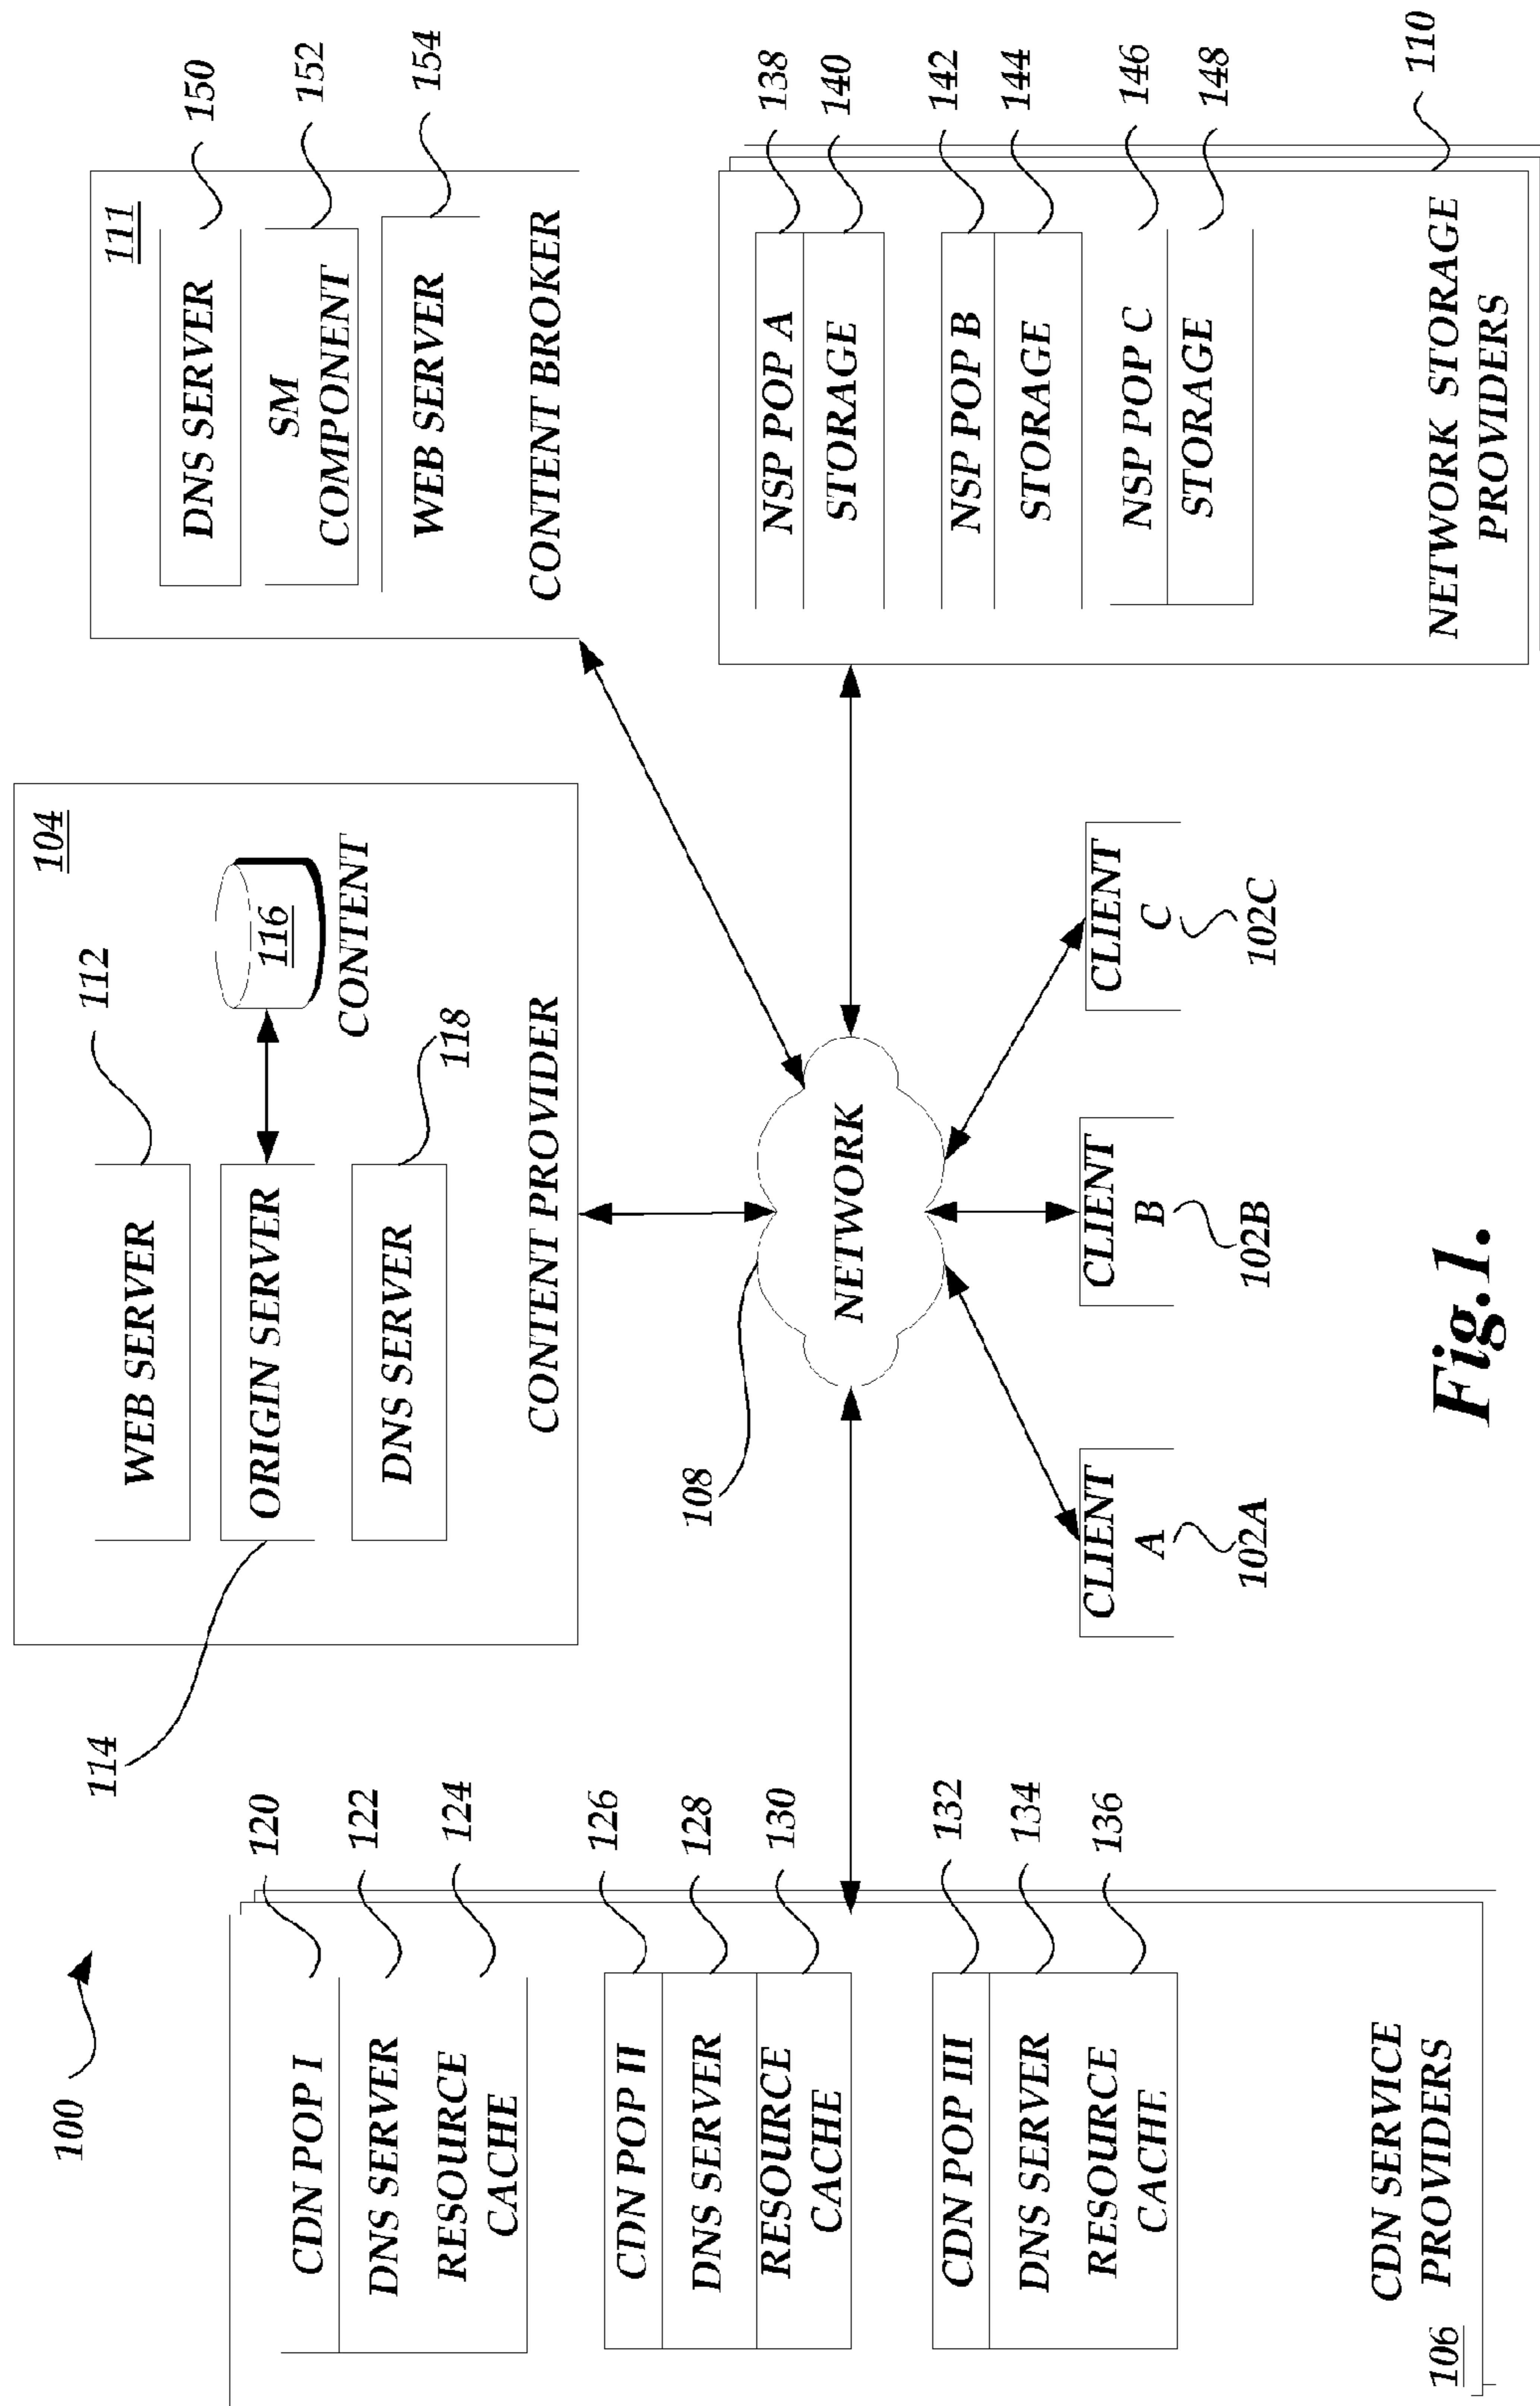 100
106
CDN POP I
120
DNS SERVER
122
RESOURCE
CACHE
124
CDN POP II
126
DNS SERVER
128
RESOURCE
CACHE
130
CDN POP III
132
DNS SERVER
134
RESOURCE
CACHE
136
CDN SERVICE
PROVIDERS
104
WEB SERVER
112
ORIGIN SERVER
114
116
CONTENT
DNS SERVER
118
CONTENT PROVIDER
111
DNS SERVER
150
SM
COMPONENT
152
WEB SERVER
154
CONTENT BROKER
108
NETWORK
NSP POP A
138
STORAGE
140
NSP POP B
142
STORAGE
144
NSP POP C
146
STORAGE
148
NETWORK STORAGE
PROVIDERS
110
CLIENT
A
102A
CLIENT
B
102B
CLIENT
C
102C
Fig.1.